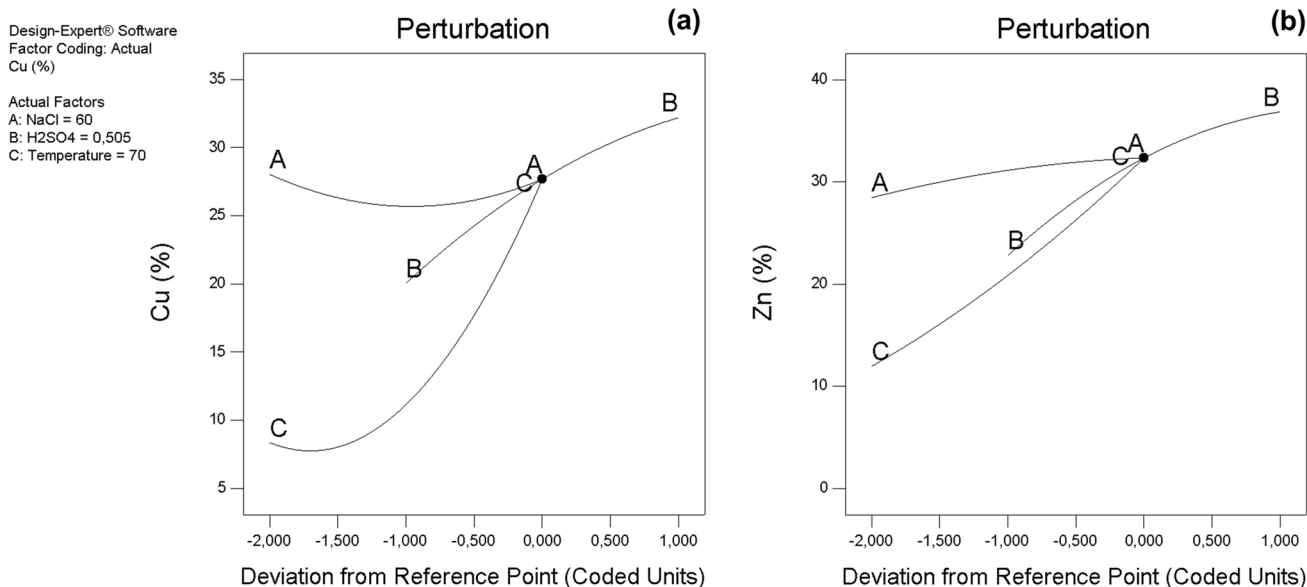 Design-Expert® Software
Factor Coding: Actual
Cu (%)
Actual Factors
A: NaCl = 60
B: H2SO4 = 0,505
C: Temperature = 70
Perturbation
(a)
Cu (%)
35
30
25
20
15
10
5
A
B
C
A
C
B
-2,000
-1,500
-1,000
-0,500
0,000
0,500
1,000
Deviation from Reference Point (Coded Units)
Perturbation
(b)
Zn (%)
40
30
20
10
0
A
B
C
A
C
B
-2,000
-1,500
-1,000
-0,500
0,000
0,500
1,000
Deviation from Reference Point (Coded Units)